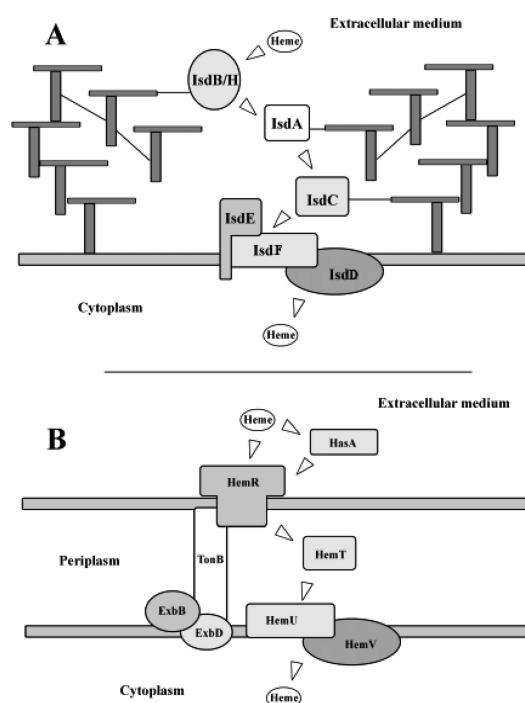 A
Extracellular medium
Heme
IsdB/H
IsdA
IsdC
IsdE
IsdF
IsdD
Cytoplasm
Heme
Extracellular medium
B
Heme
HasA
HemR
Periplasm
TonB
HemT
ExbB
HemU
ExbD
HemV
Cytoplasm
Heme